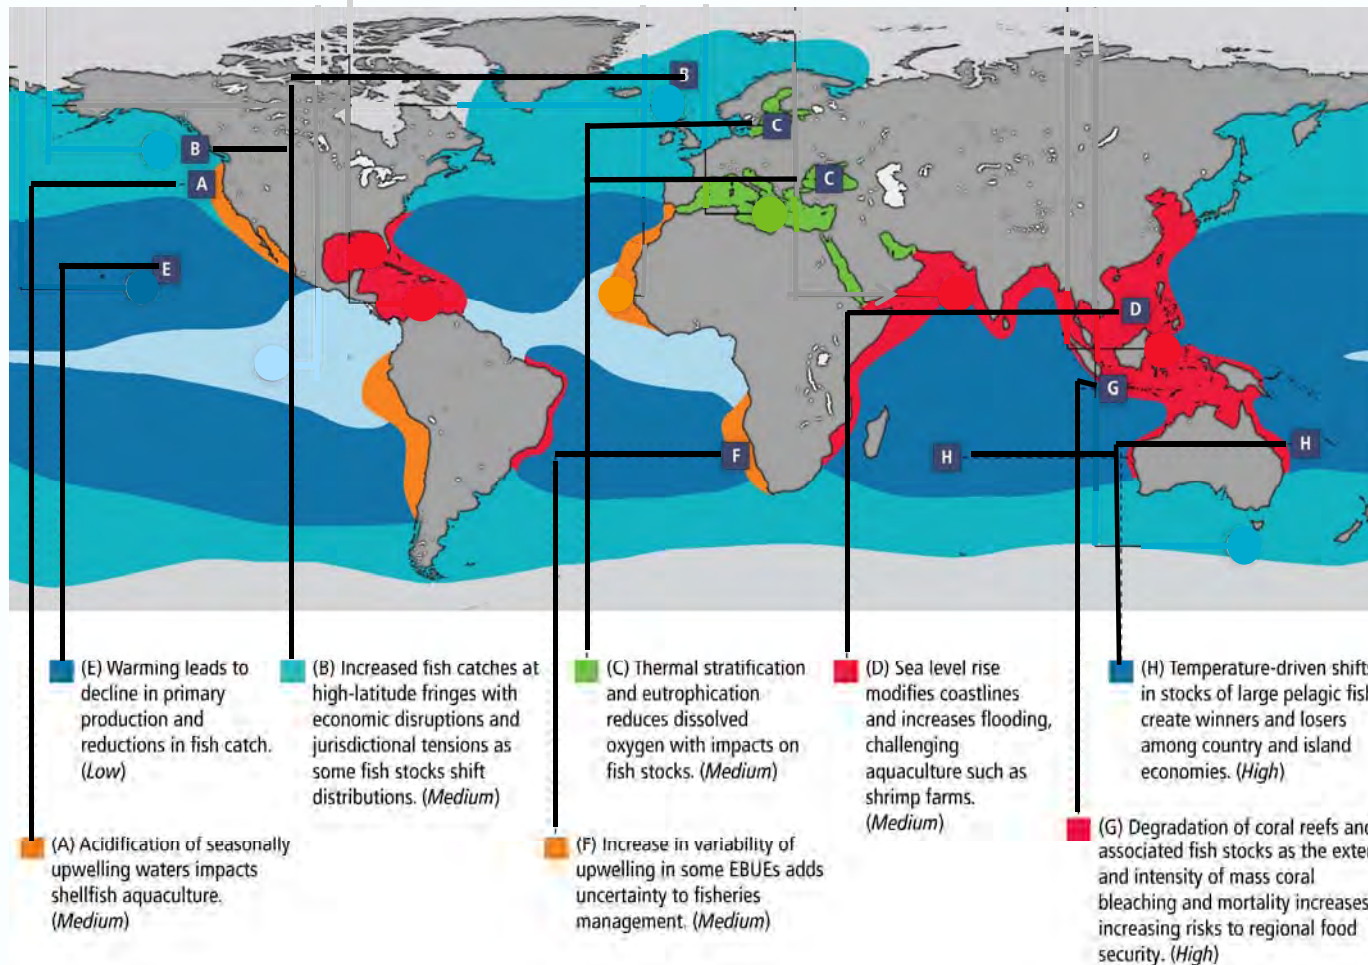 B
B
C
A
C
E
D
G
F
H
H
(E) Warming leads to
decline in primary
production and
reductions in fish catch.
(Low)
(B) Increased fish catches at
high-latitude fringes with
economic disruptions and
jurisdictional tensions as
some fish stocks shift
distributions. (Medium)
(C) Thermal stratification
and eutrophication
reduces dissolved
oxygen with impacts on
fish stocks. (Medium)
(D) Sea level rise
modifies coastlines
and increases flooding,
challenging
aquaculture such as
shrimp farms.
(Medium)
(H) Temperature-driven shift
in stocks of large pelagic fis
create winners and losers
among country and island
economies. (High)
(A) Acidification of seasonally
upwelling waters impacts
shellfish aquaculture.
(Medium)
(F) Increase in variability of
upwelling in some EBUEs adds
uncertainty to fisheries
management. (Medium)
(G) Degradation of coral reefs and
associated fish stocks as the exte
and intensity of mass coral
bleaching and mortality increases
increasing risks to regional food
security. (High)